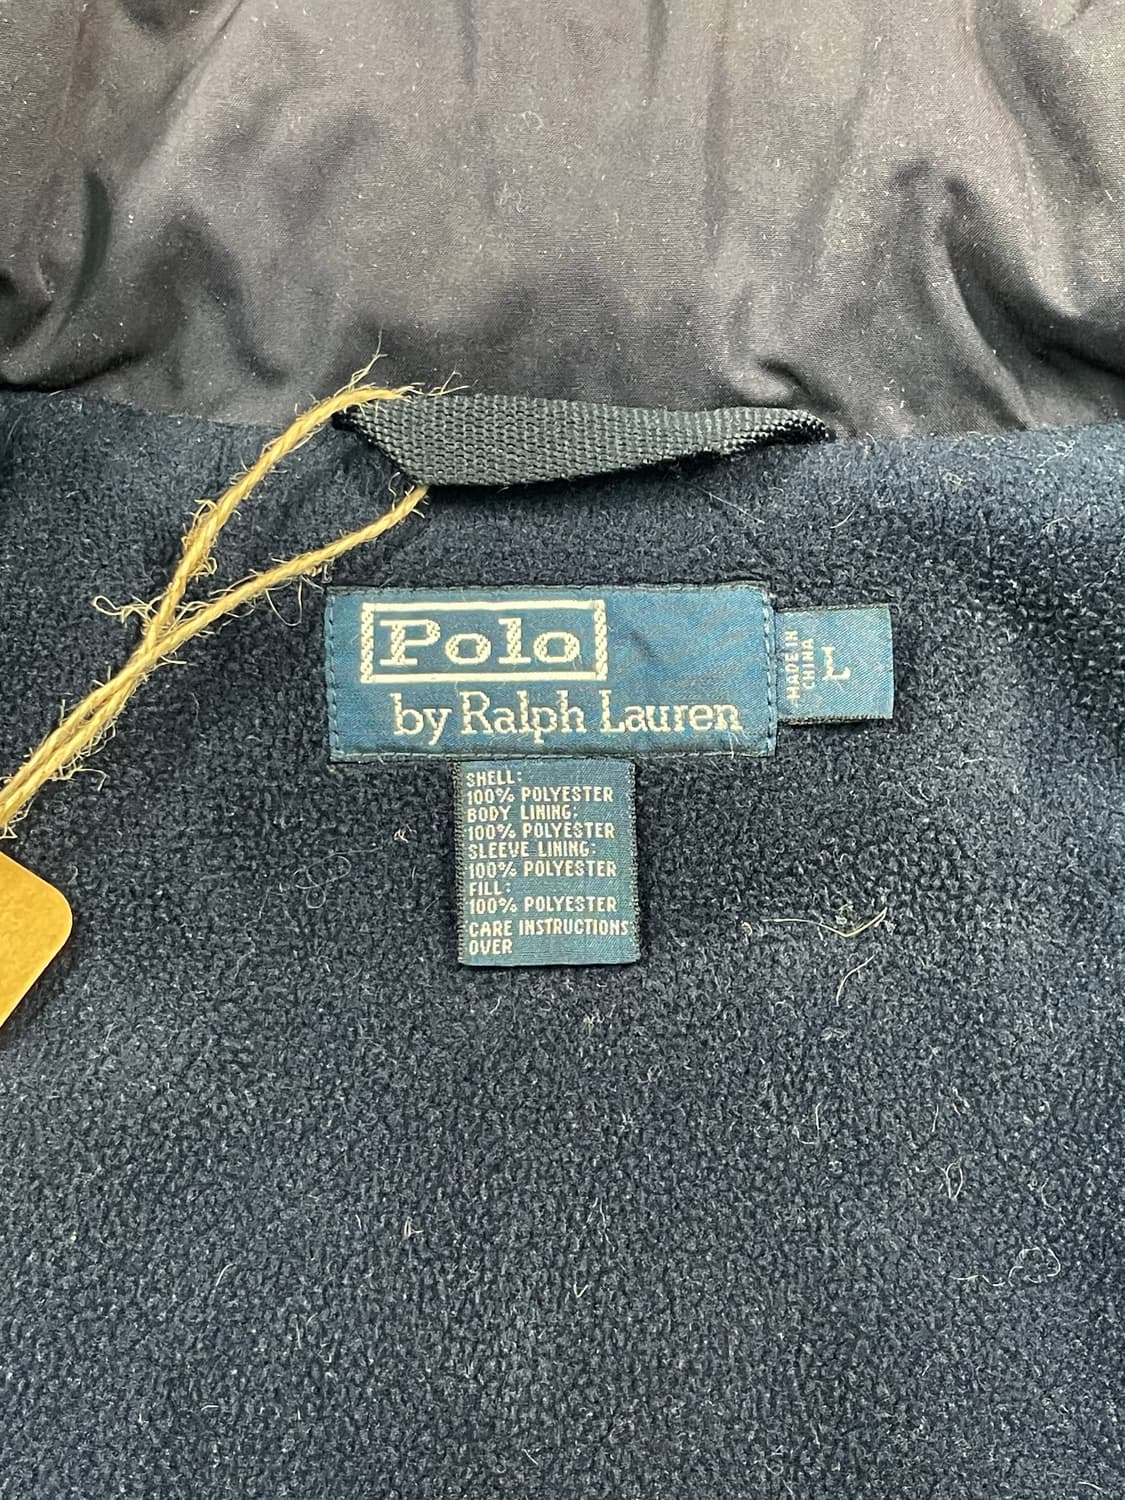 Polo
by Ralph Lauren
MADE IN
CHINA
L
SHELL:
100% POLYESTER
BODY LINING:
100% POLYESTER
SLEEVE LINING:
100% POLYESTER
FILL:
100% POLYESTER
CARE INSTRUCTIONS
OVER